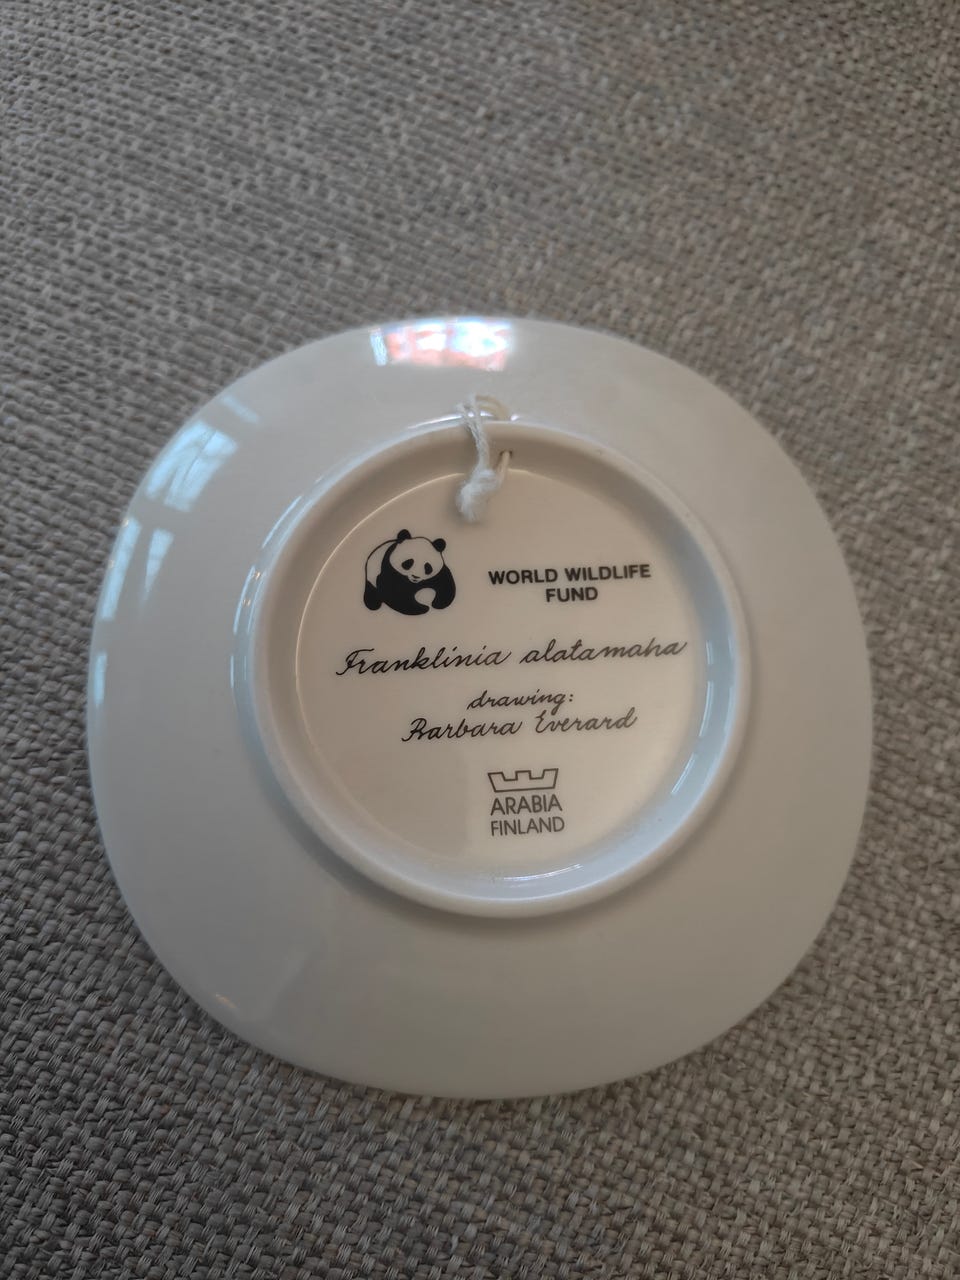 WORLD WILDLIFE
FUND
Franklinia alatamaha
drawing:
Barbara Everard
ARABIA
FINLAND